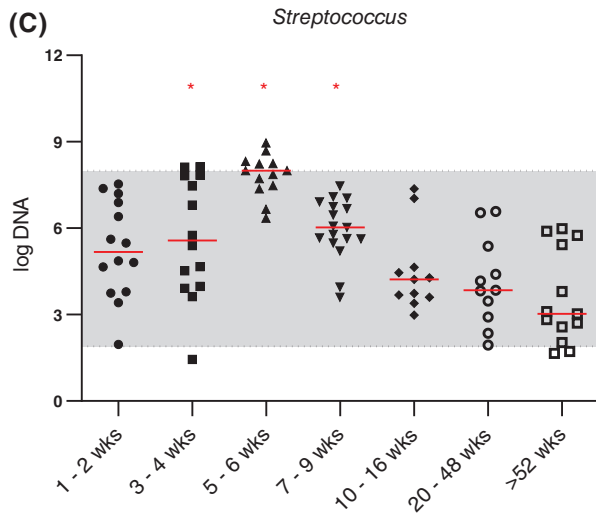 (C)
Streptococcus
12
9
6
3
0
log DNA
* * *
1 - 2 wks
3 - 4 wks
5 - 6 wks
7 - 9 wks
10 - 16 wks
20 - 48 wks
>52 wks